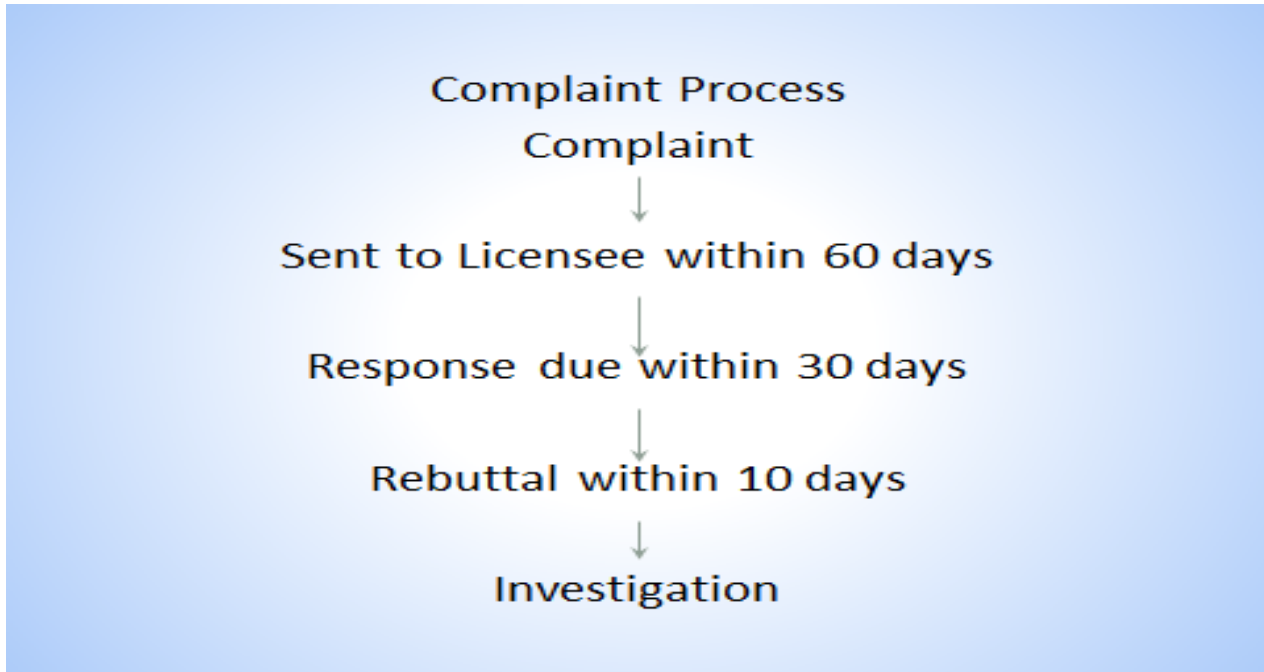 Complaint Process
Complaint
Sent to Licensee within 60 days
Response due within 30 days
Rebuttal within 10 days
Investigation